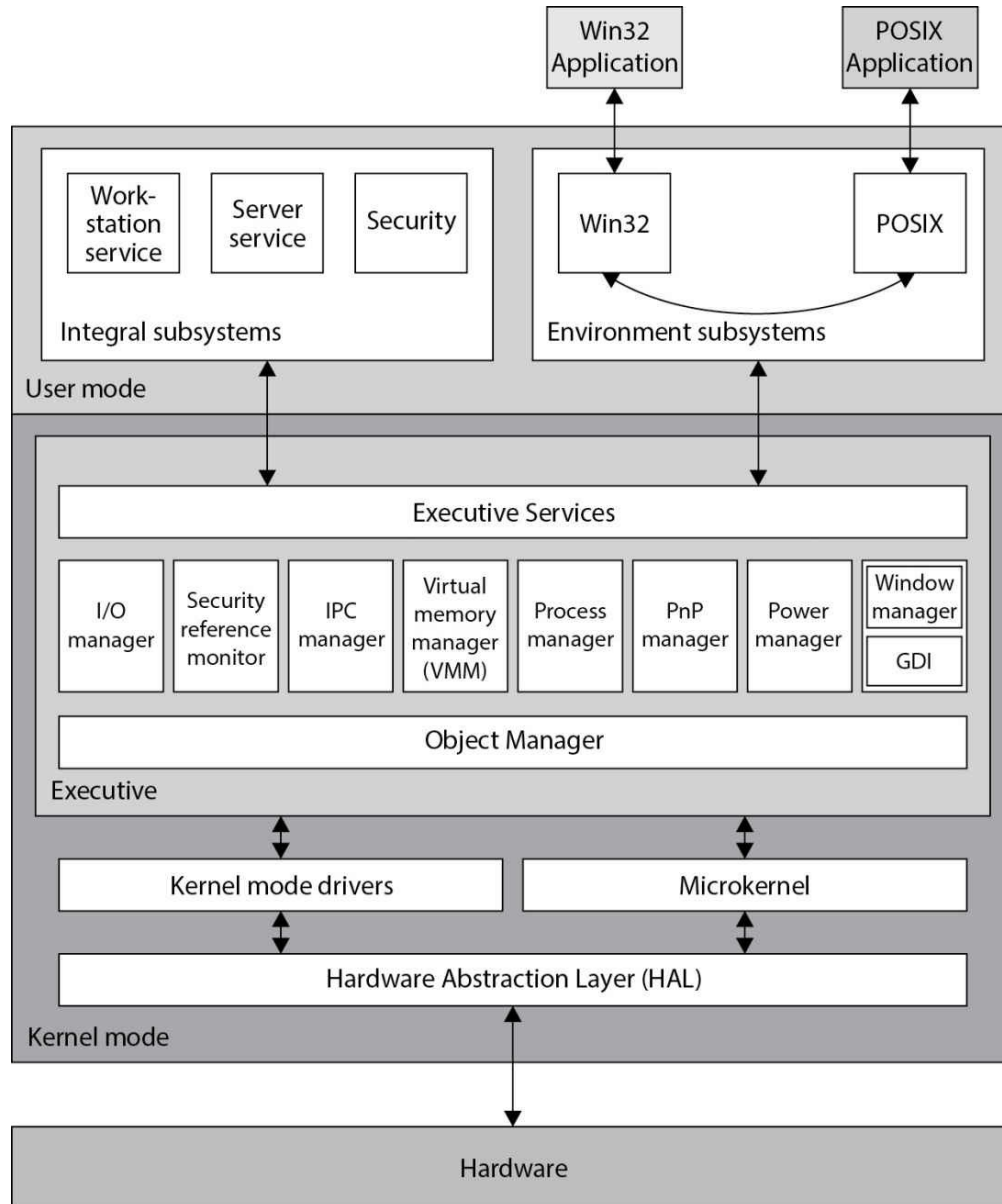 Win32
Application
POSIX
Application
Work-
station
service
Server
service
Security
Integral subsystems
Win32
POSIX
Environment subsystems
User mode
Executive Services
I/O
manager
Security
reference
monitor
IPC
manager
Virtual
memory
manager
(VMM)
Process
manager
PnP
manager
Power
manager
Window
manager
GDI
Object Manager
Executive
Kernel mode drivers
Microkernel
Hardware Abstraction Layer (HAL)
Kernel mode
Hardware